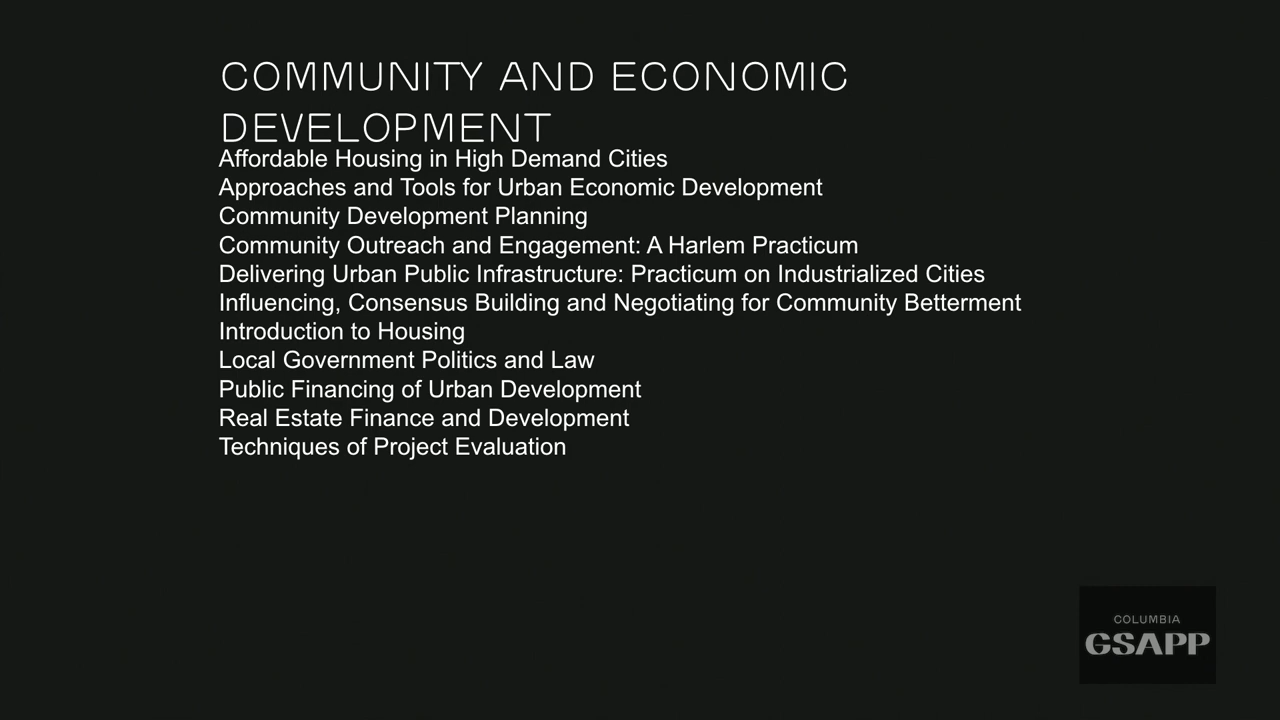 COMMUNITY AND ECONOMIC
DEVELOPMENT
Affordable Housing in High Demand Cities
Approaches and Tools for Urban Economic Development
Community Development Planning
Community Outreach and Engagement: A Harlem Practicum
Delivering Urban Public Infrastructure: Practicum on Industrialized Cities
Influencing, Consensus Building and Negotiating for Community Betterment
Introduction to Housing
Local Government Politics and Law
Public Financing of Urban Development
Real Estate Finance and Development
Techniques of Project Evaluation
COLUMBIA
GSAPP